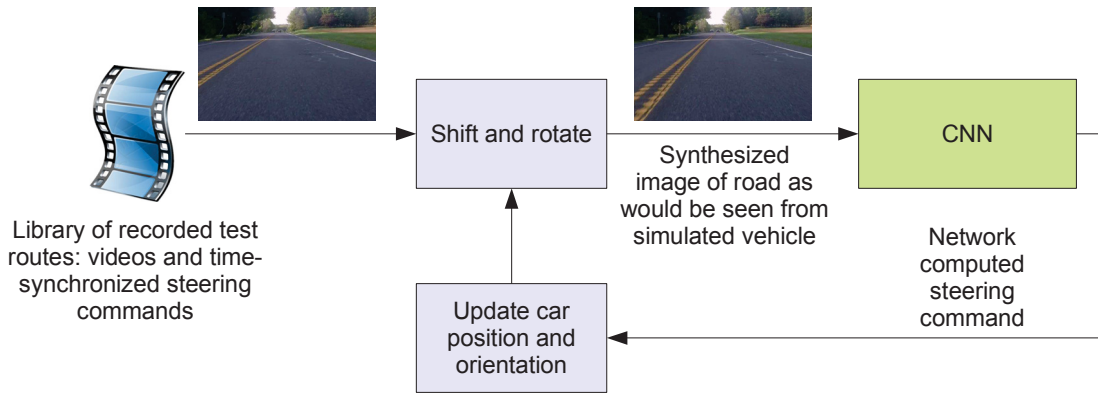 Library of recorded test
routes: videos and time-
synchronized steering
commands
Shift and rotate
Synthesized
image of road as
would be seen from
simulated vehicle
CNN
Network
computed
steering
command
Update car
position and
orientation